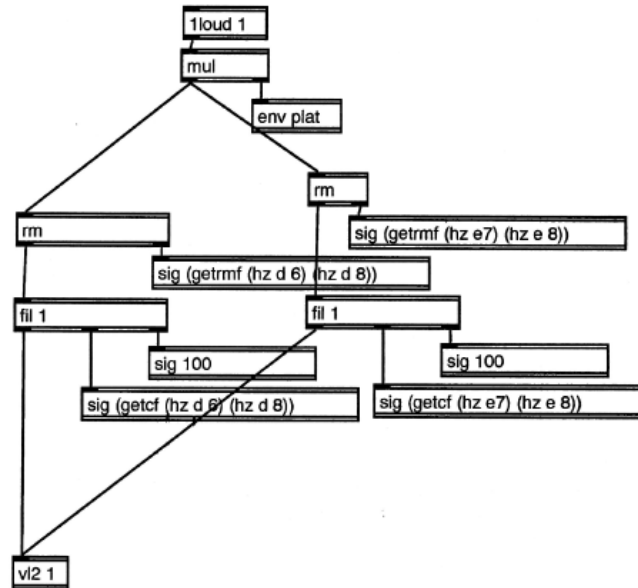 1loud 1
mul
env plat
rm
rm
sig (getrmf (hz e7) (hz e 8))
sig (getrmf (hz d 6) (hz d 8))
fil 1
fil 1
sig 100
sig 100
sig (getcf (hz d 6) (hz d 8))
sig (getcf (hz e7) (hz e 8))
vl2 1